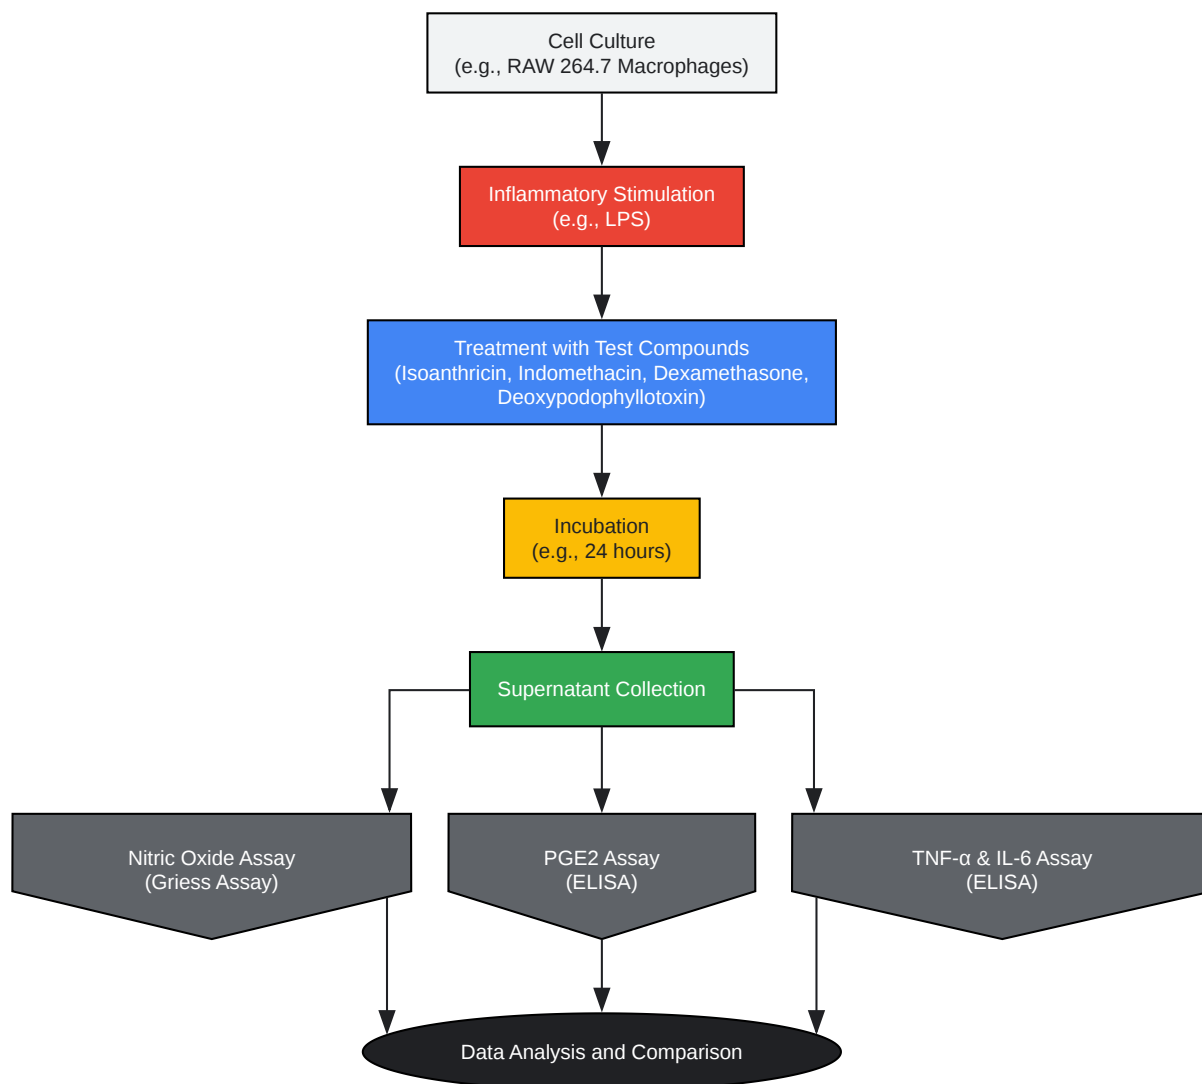 Cell Culture
(e.g., RAW 264.7 Macrophages)
Inflammatory Stimulation
(e.g., LPS)
Treatment with Test Compounds
(Isoanthricin, Indomethacin, Dexamethasone,
Deoxypodophyllotoxin)
Incubation
(e.g., 24 hours)
Supernatant Collection
Nitric Oxide Assay
(Griess Assay)
PGE2 Assay
(ELISA)
TNF-α & IL-6 Assay
(ELISA)
Data Analysis and Comparison